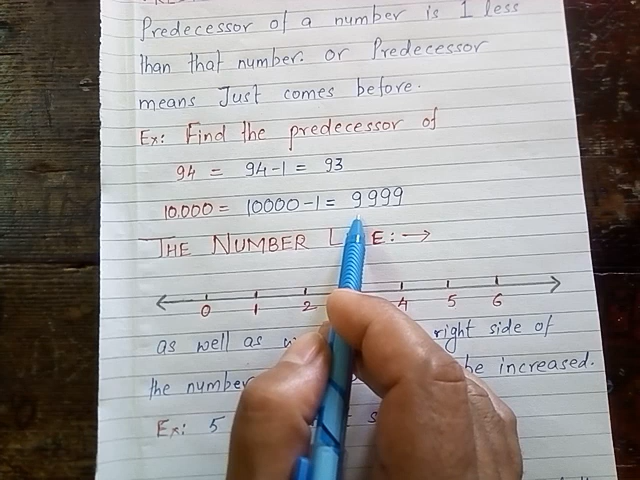 Predecessor of a number is 1 less
than that number. or Predecessor
means Just comes before.
Ex: Find the predecessor of
94 = 94-1 = 93
10,000 = 10000-1 = 9999
THE NUMBER L E: →
0 1 2 4 5 6
as well as right side of
the number be increased.
Ex: 5